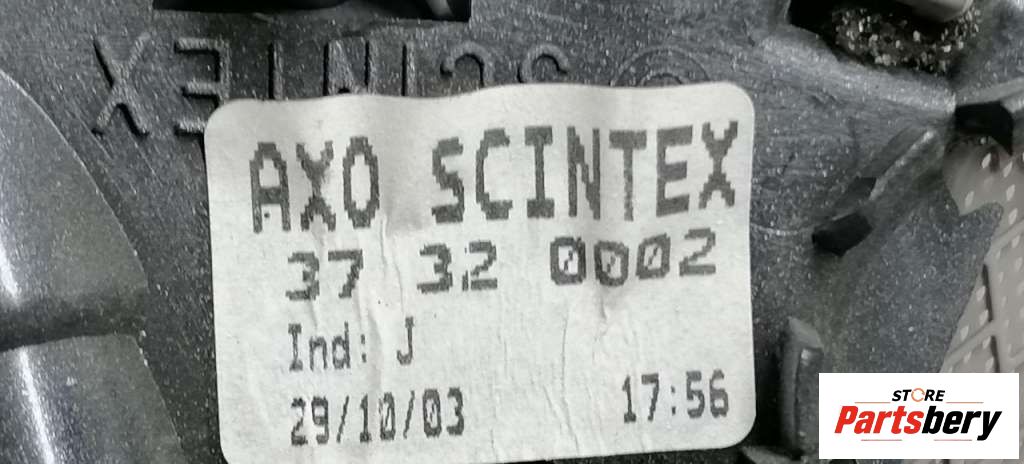 SCINTEX
AXO SCINTEX
37 32 0002
Ind: J
29/10/03 17:56
STORE
Partsbery